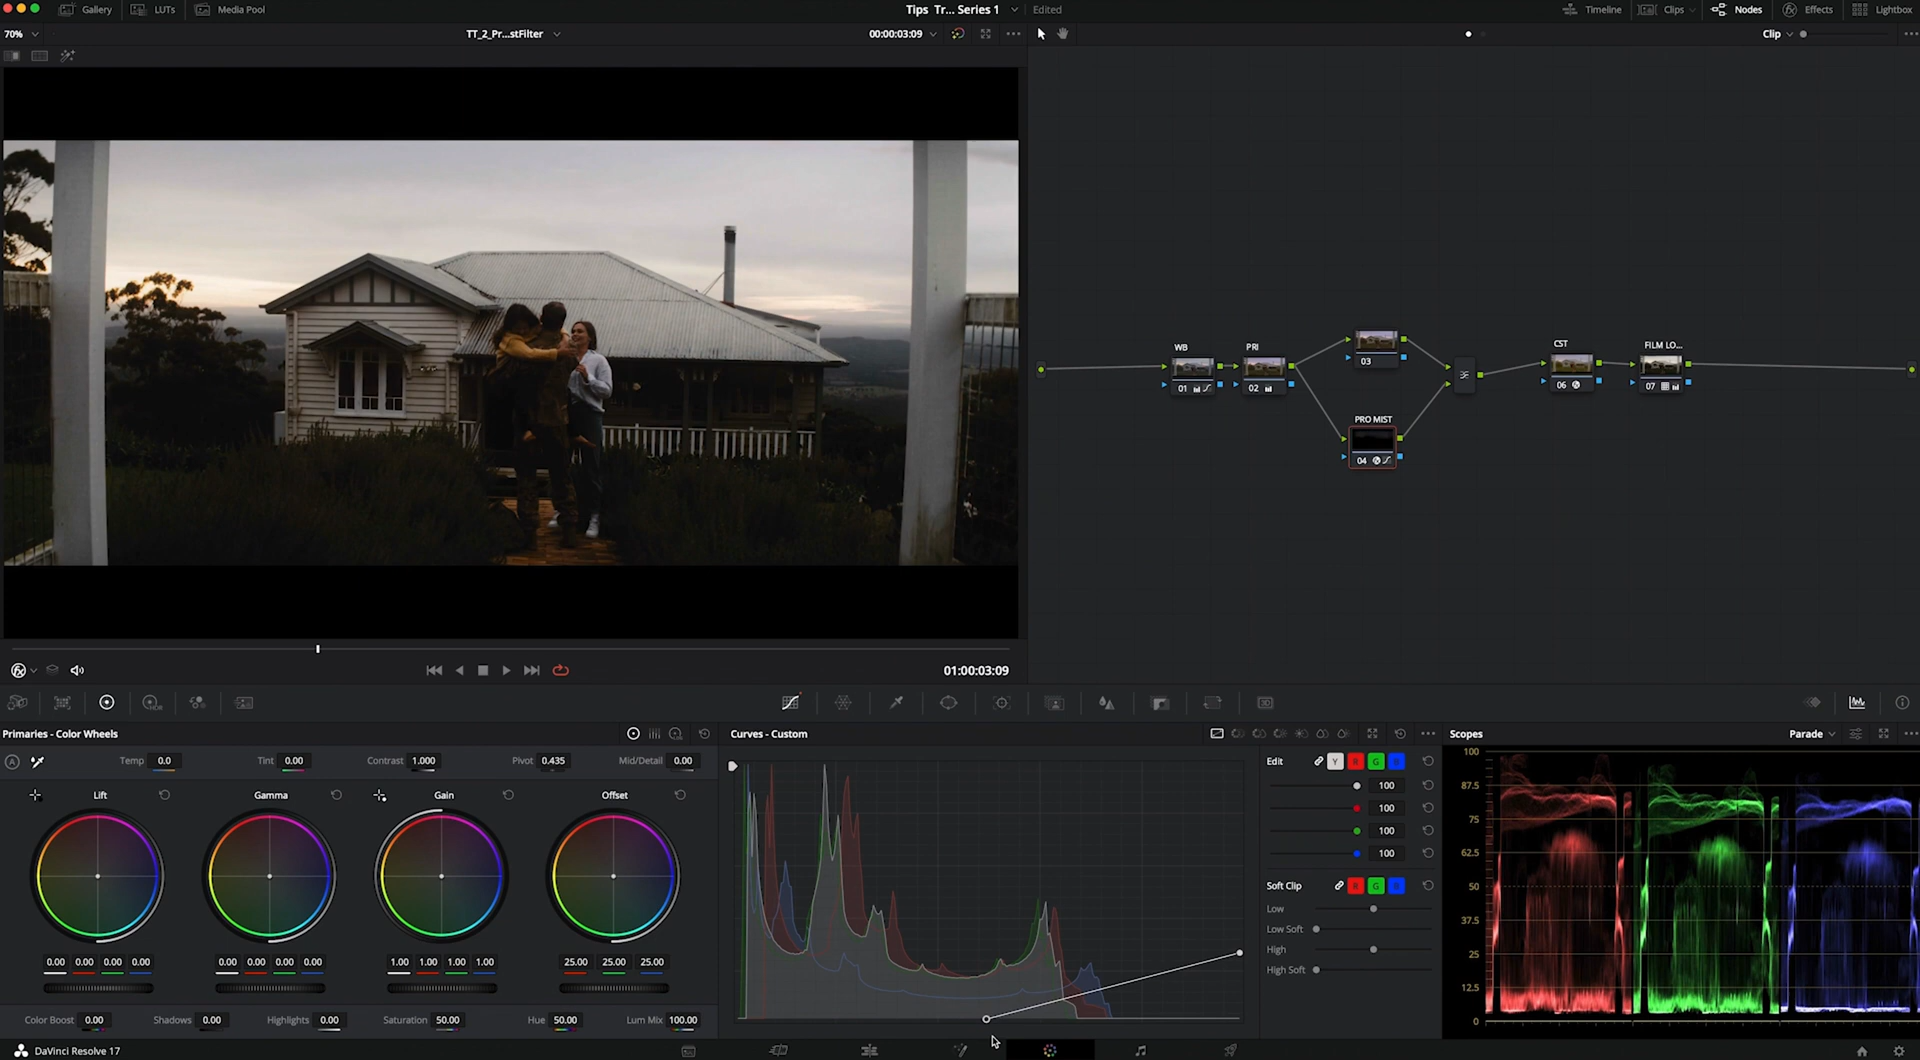 Gallery LUTs Media Pool Tips Tr... Series 1 Edited Timeline Clips Nodes Effects Lightbox
70% TT_2_Pr...stFilter 00:00:03:09 Clip
WB PRI CST FILM LO...
01 02 03 06 07
PRO MIST
04
01:00:03:09
Primaries - Color Wheels Curves - Custom Scopes Parade
A Temp 0.0 Tint 0.00 Contrast 1.000 Pivot 0.435 Mid/Detail 0.00 Edit Y R G B
Lift Gamma Gain Offset
100
100
100
100
Soft Clip R G B
Low
Low Soft
High
High Soft
0.00 0.00 0.00 0.00 0.00 0.00 0.00 0.00 1.00 1.00 1.00 1.00 25.00 25.00 25.00
Color Boost 0.00 Shadows 0.00 Highlights 0.00 Saturation 50.00 Hue 50.00 Lum Mix 100.00
100
87.5
75
62.5
50
37.5
25
12.5
0
DaVinci Resolve 17